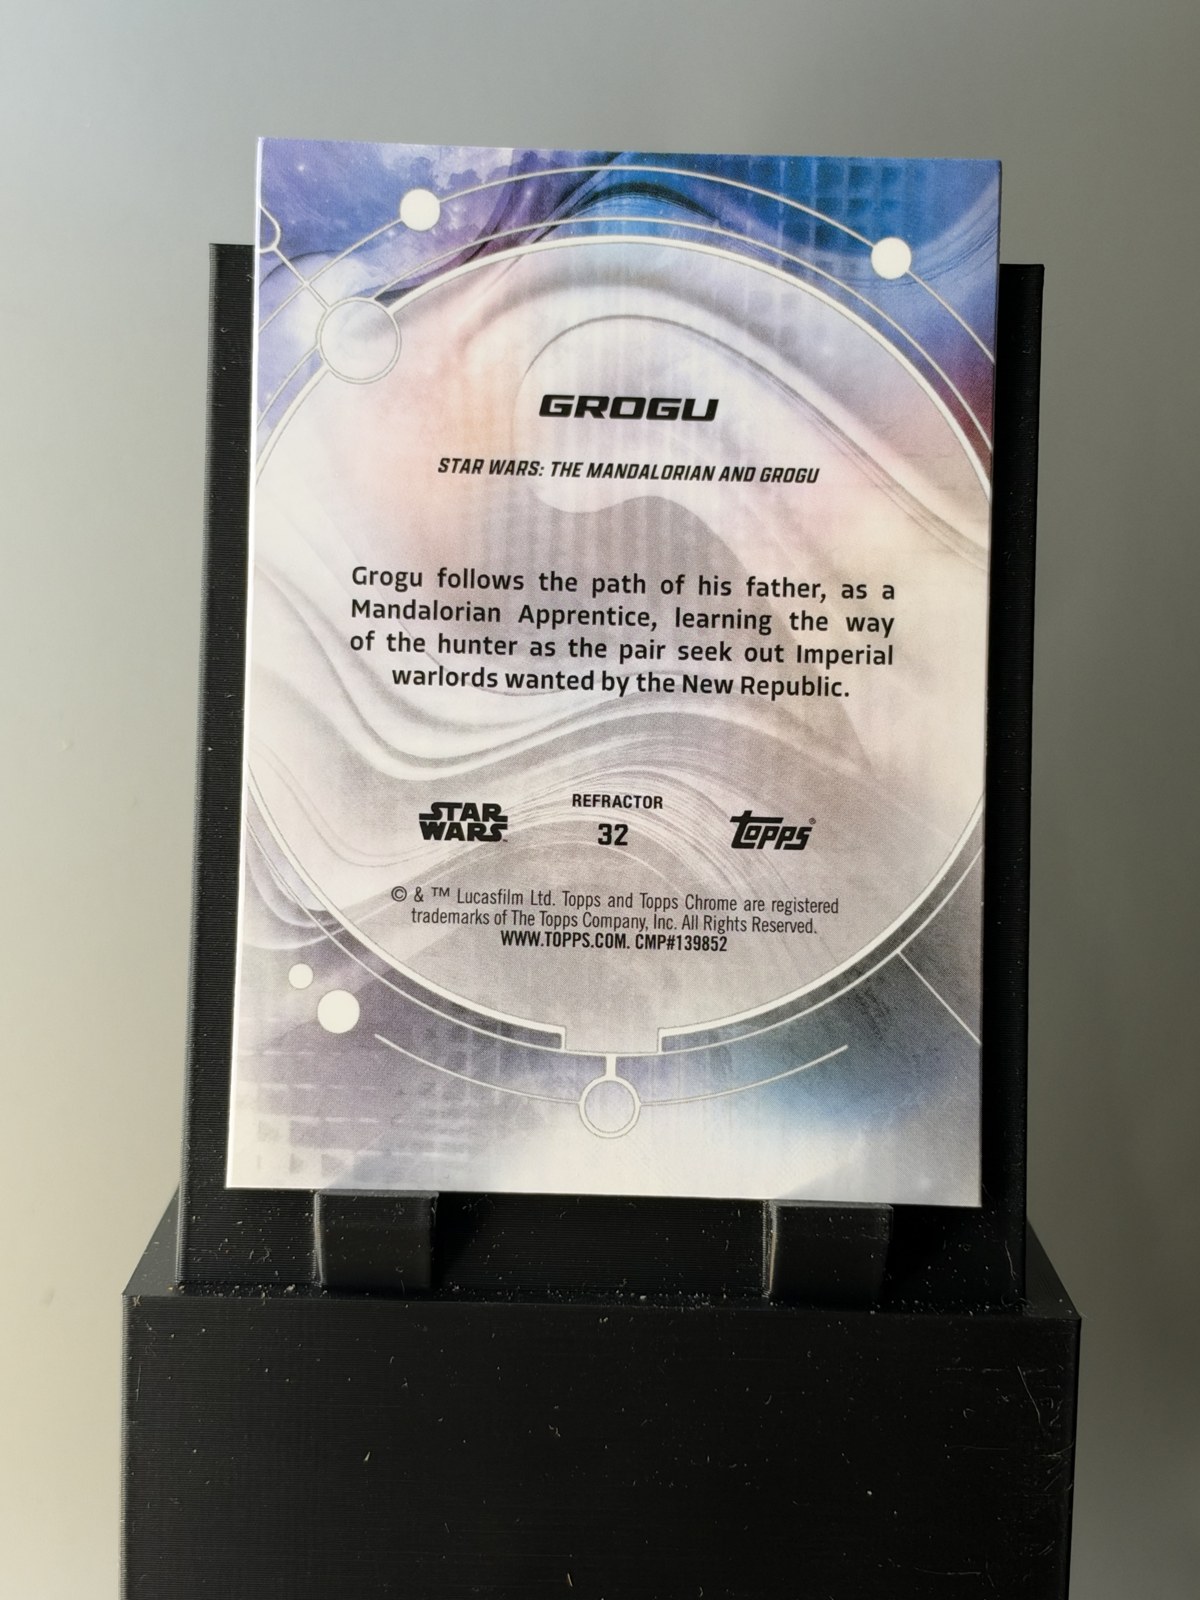 GROGU
STAR WARS: THE MANDALORIAN AND GROGU
Grogu follows the path of his father, as a
Mandalorian Apprentice, learning the way
of the hunter as the pair seek out Imperial
warlords wanted by the New Republic.
STAR WARS™
REFRACTOR
32
Topps®
© & ™ Lucasfilm Ltd. Topps and Topps Chrome are registered
trademarks of The Topps Company, Inc. All Rights Reserved.
WWW.TOPPS.COM. CMP#139852